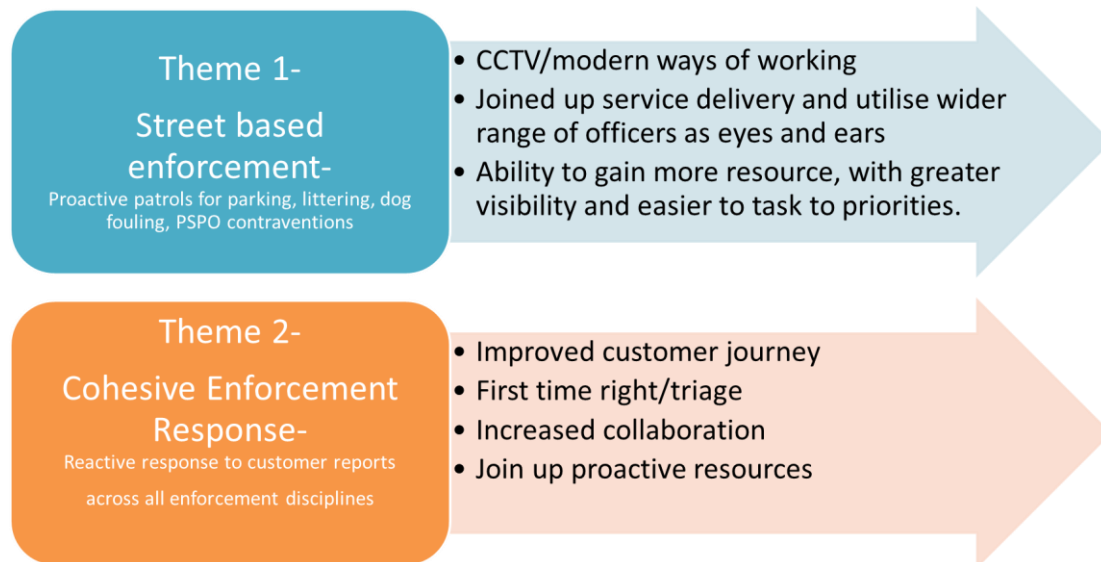 Theme 1-
Street based
enforcement-
Proactive patrols for parking, littering, dog
fouling, PSPO contraventions
• CCTV/modern ways of working
• Joined up service delivery and utilise wider
range of officers as eyes and ears
• Ability to gain more resource, with greater
visibility and easier to task to priorities.
Theme 2-
Cohesive Enforcement
Response-
Reactive response to customer reports
across all enforcement disciplines
• Improved customer journey
• First time right/triage
• Increased collaboration
• Join up proactive resources